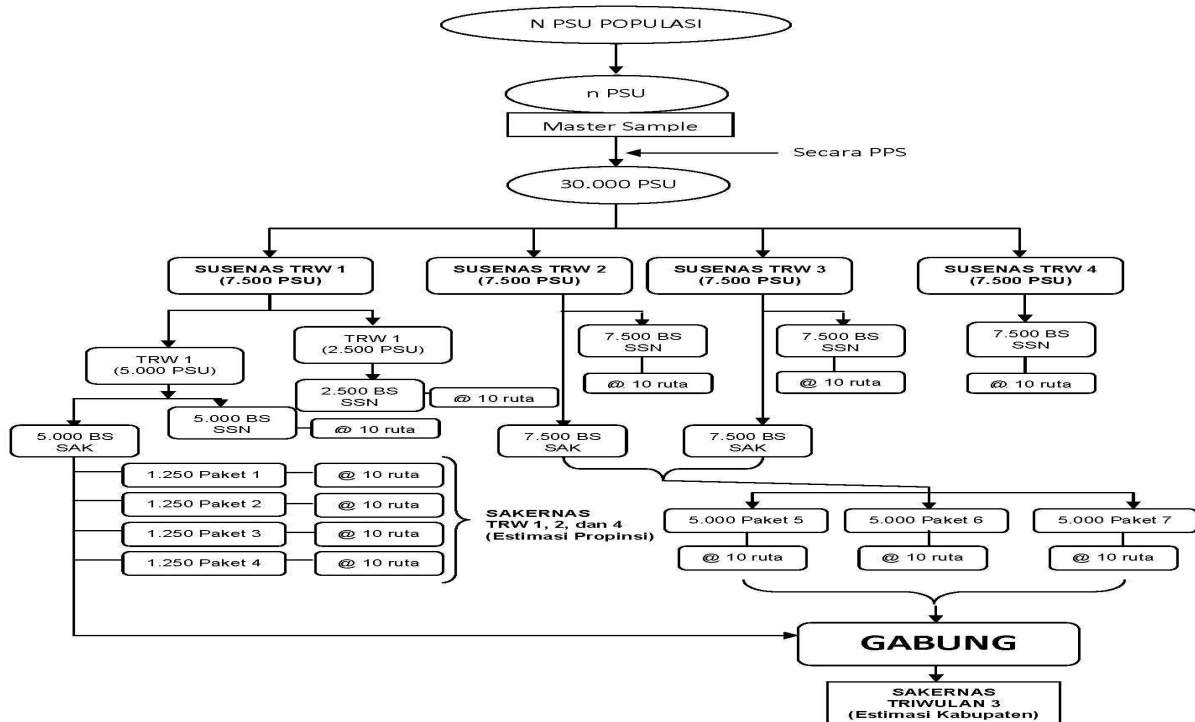 N PSU POPULASI
n PSU
Master Sample
Secara PPS
30.000 PSU
SUSENAS TRW 1
(7.500 PSU)
SUSENAS TRW 2
(7.500 PSU)
SUSENAS TRW 3
(7.500 PSU)
SUSENAS TRW 4
(7.500 PSU)
TRW 1
(5.000 PSU)
TRW 1
(2.500 PSU)
7.500 BS
SSN
@ 10 ruta
7.500 BS
SSN
@ 10 ruta
7.500 BS
SSN
@ 10 ruta
2.500 BS
SSN
@ 10 ruta
5.000 BS
SAK
5.000 BS
SSN
@ 10 ruta
7.500 BS
SAK
7.500 BS
SAK
1.250 Paket 1
@ 10 ruta
1.250 Paket 2
@ 10 ruta
1.250 Paket 3
@ 10 ruta
1.250 Paket 4
@ 10 ruta
SAKERNAS
TRW 1, 2, dan 4
(Estimasi Propinsi)
5.000 Paket 5
5.000 Paket 6
5.000 Paket 7
@ 10 ruta
@ 10 ruta
@ 10 ruta
GABUNG
SAKERNAS
TRIWULAN 3
(Estimasi Kabupaten)